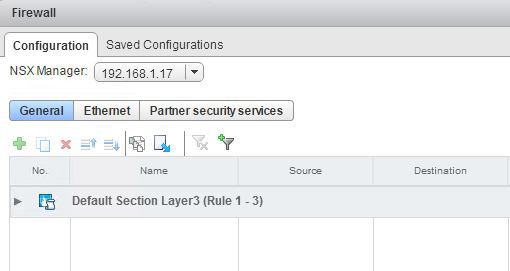 Firewall
Configuration Saved Configurations
NSX Manager: 192.168.1.17
General Ethernet Partner security services
No. Name Source Destination
Default Section Layer3 (Rule 1 - 3)